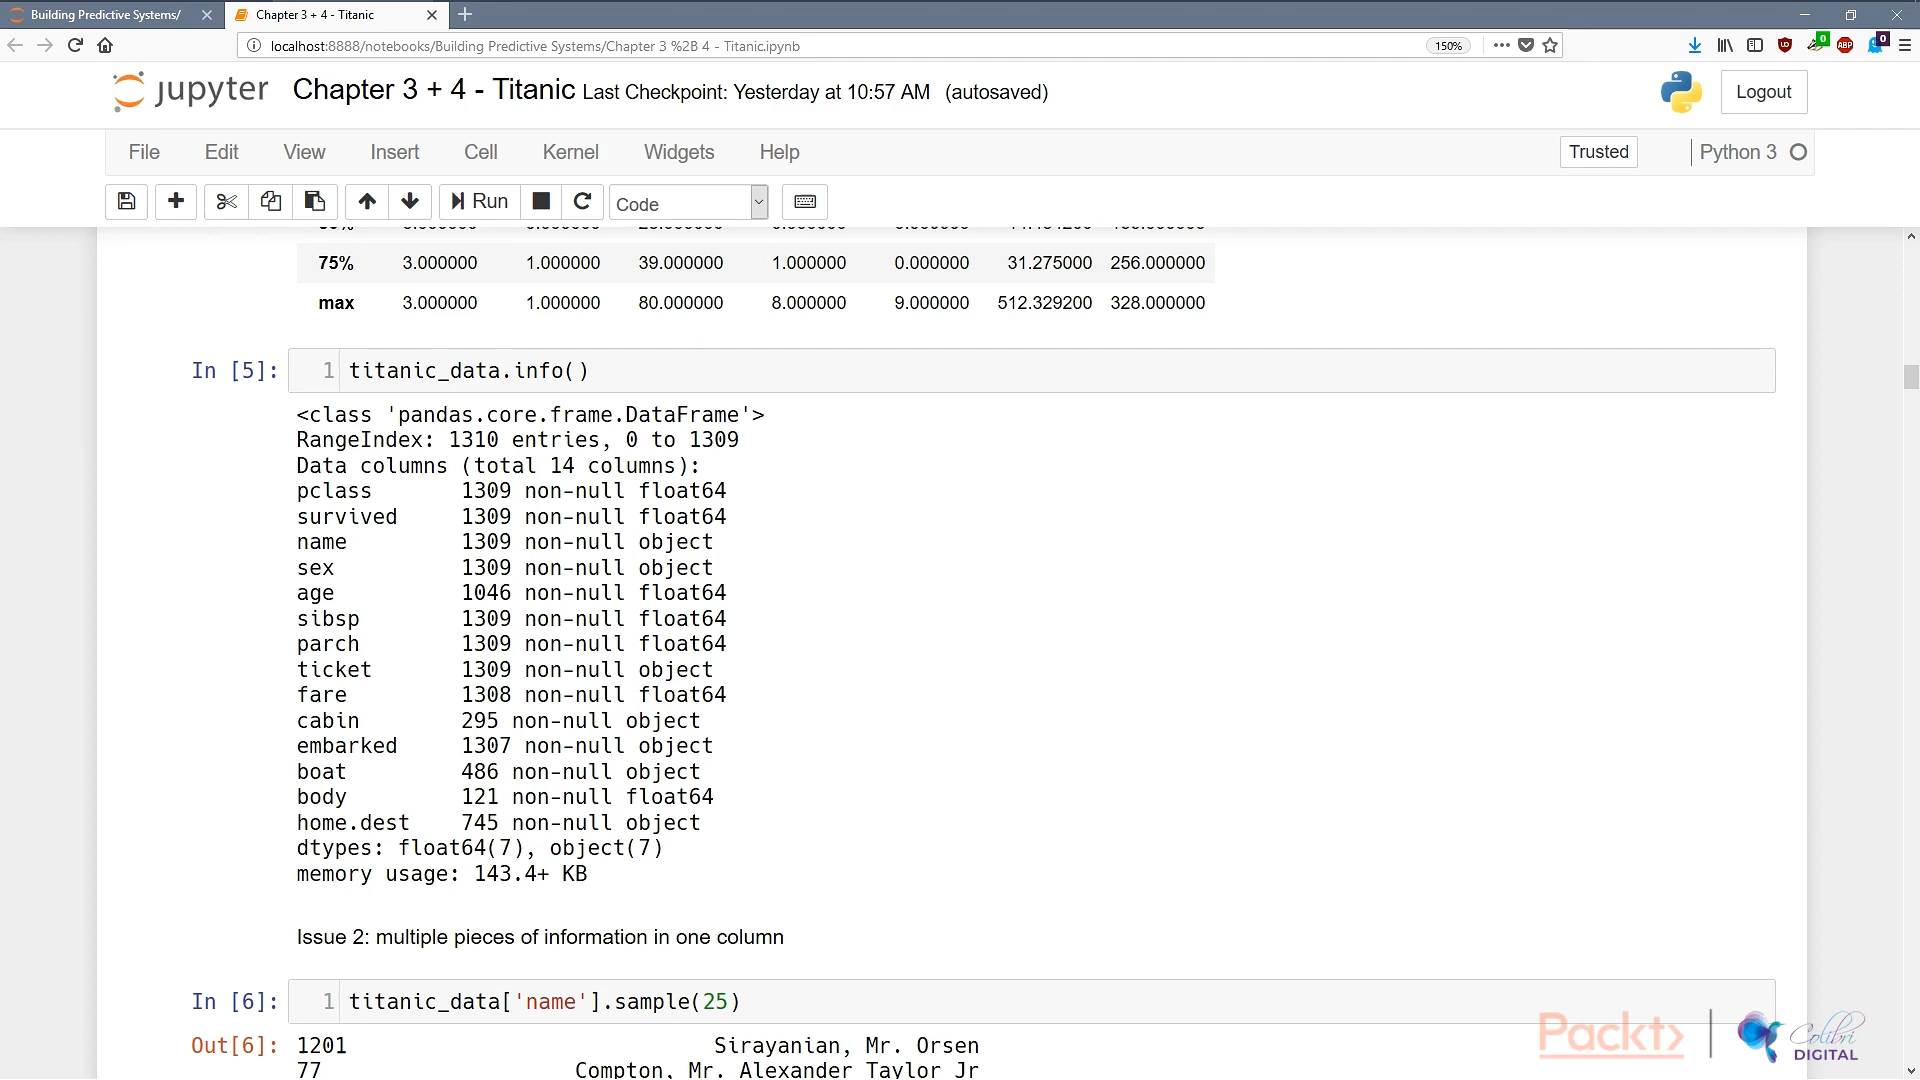 Building Predictive Systems/
Chapter 3 + 4 - Titanic
localhost:8888/notebooks/Building Predictive Systems/Chapter 3 %2B 4 - Titanic.ipynb
150%
0
ABP
0
jupyter Chapter 3 + 4 - Titanic Last Checkpoint: Yesterday at 10:57 AM (autosaved)
Logout
File Edit View Insert Cell Kernel Widgets Help
Trusted
Python 3
Run
Code
75% 3.000000 1.000000 39.000000 1.000000 0.000000 31.275000 256.000000
max 3.000000 1.000000 80.000000 8.000000 9.000000 512.329200 328.000000
In [5]: 1 titanic_data.info()
<class 'pandas.core.frame.DataFrame'>
RangeIndex: 1310 entries, 0 to 1309
Data columns (total 14 columns):
pclass 1309 non-null float64
survived 1309 non-null float64
name 1309 non-null object
sex 1309 non-null object
age 1046 non-null float64
sibsp 1309 non-null float64
parch 1309 non-null float64
ticket 1309 non-null object
fare 1308 non-null float64
cabin 295 non-null object
embarked 1307 non-null object
boat 486 non-null object
body 121 non-null float64
home.dest 745 non-null object
dtypes: float64(7), object(7)
memory usage: 143.4+ KB
Issue 2: multiple pieces of information in one column
In [6]: 1 titanic_data['name'].sample(25)
Out[6]: 1201 Sirayanian, Mr. Orsen
77 Compton, Mr. Alexander Taylor Jr
Packt>
Colibri
DIGITAL